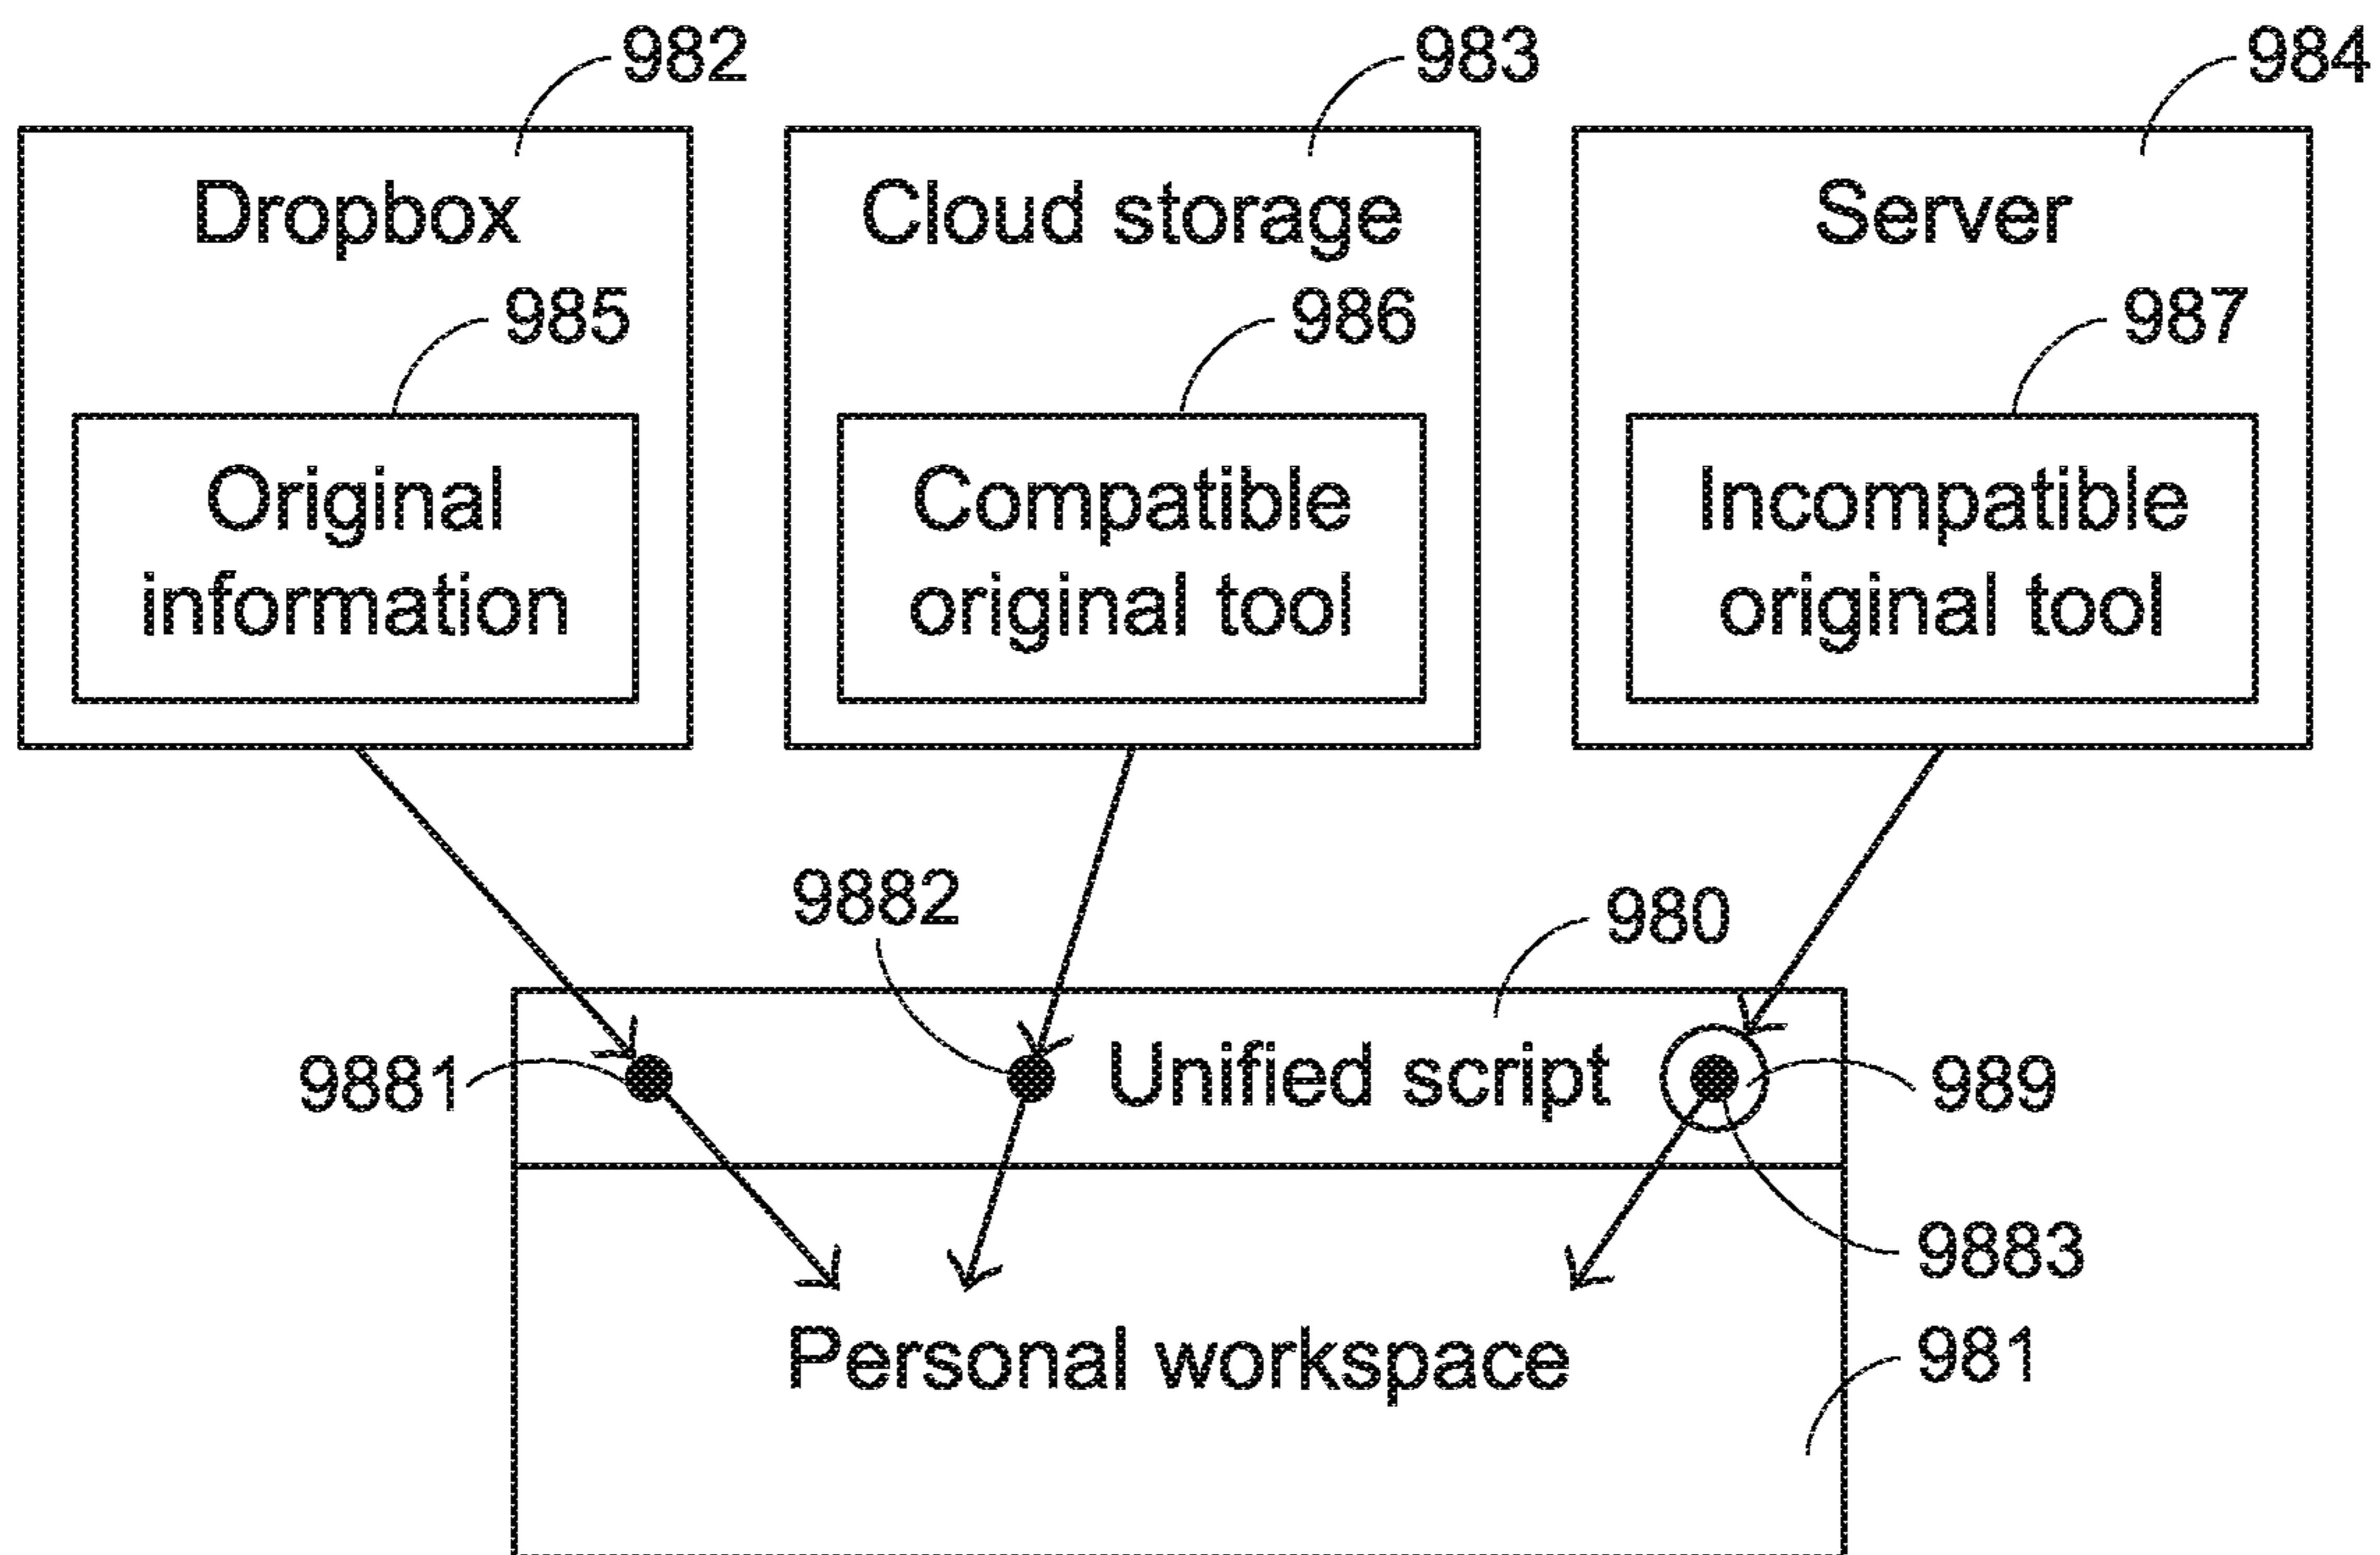 982
983
984
Dropbox
Cloud storage
Server
985
986
987
Original
information
Compatible
original tool
Incompatible
original tool
9882
980
9881
Unified script
989
9883
Personal workspace
981